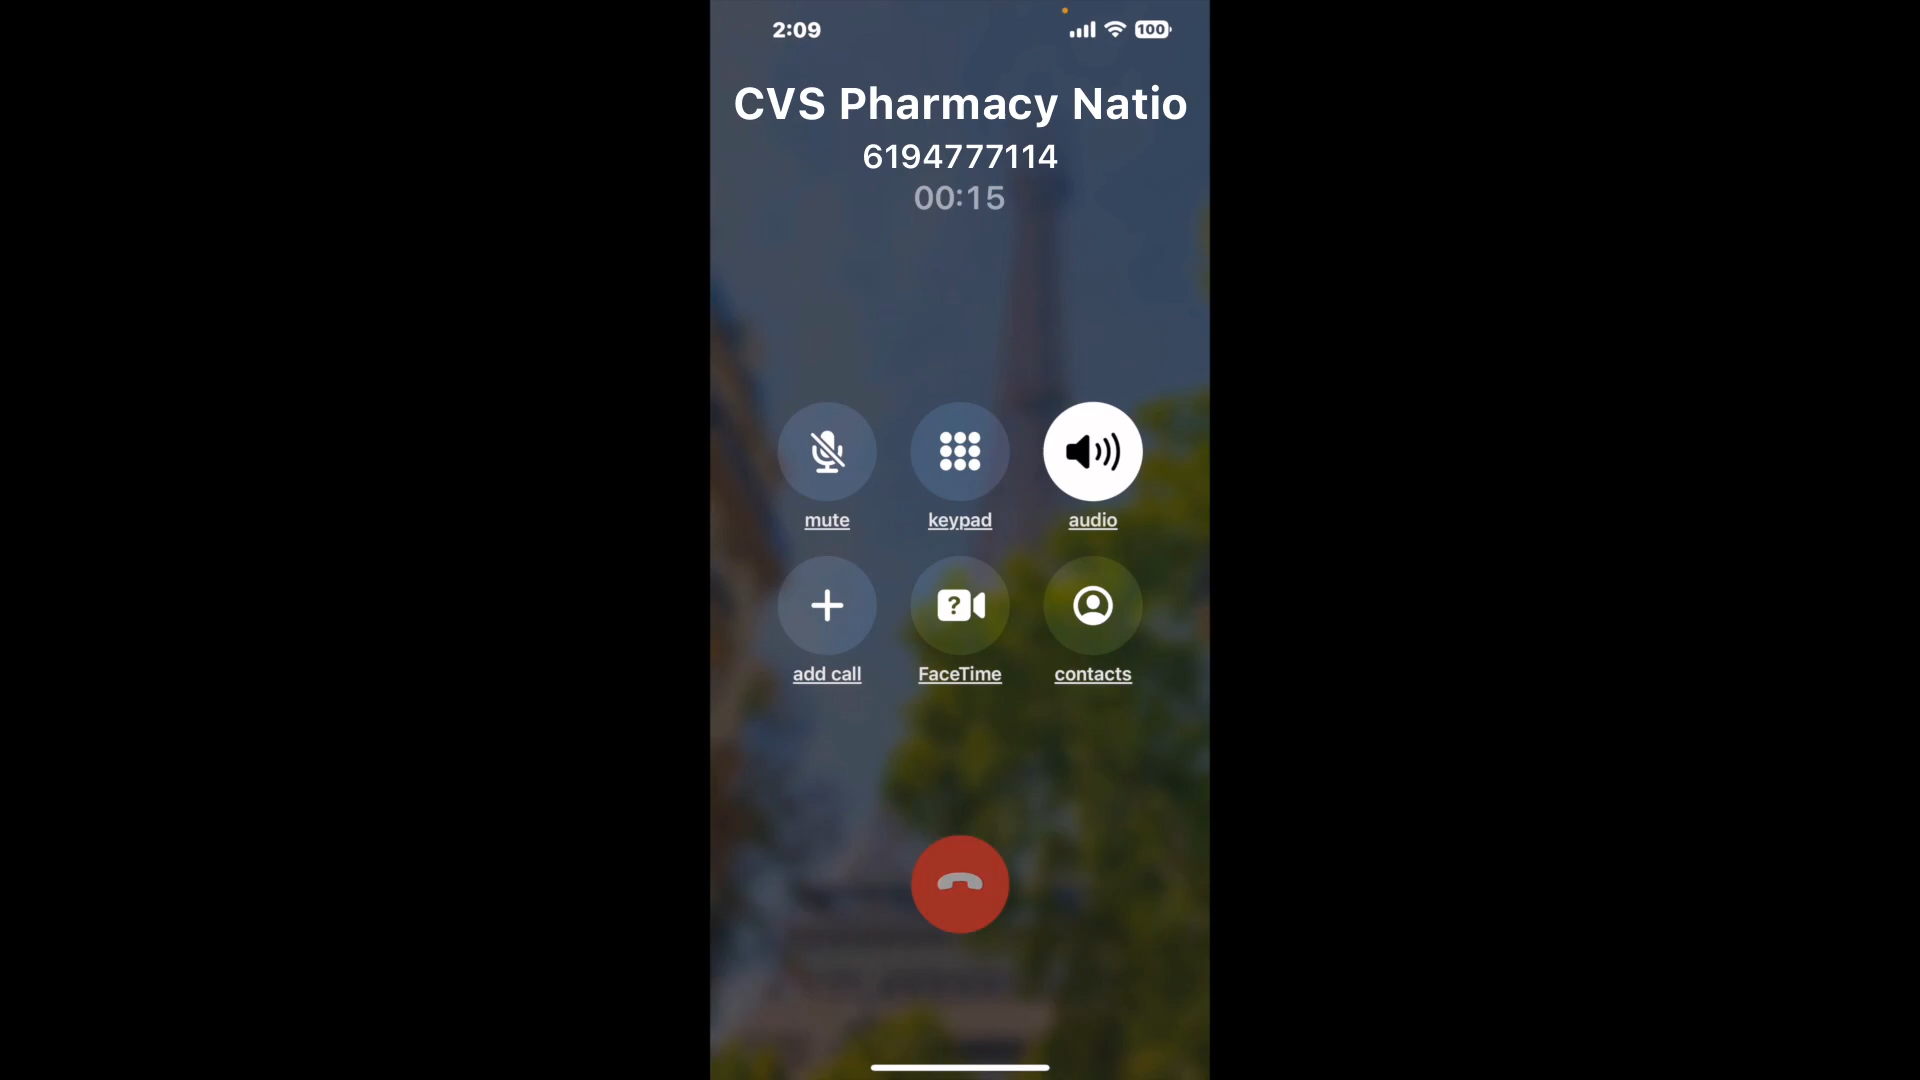 2:09
100
CVS Pharmacy Natio
6194777114
00:15
mute
keypad
audio
?
add call
FaceTime
contacts